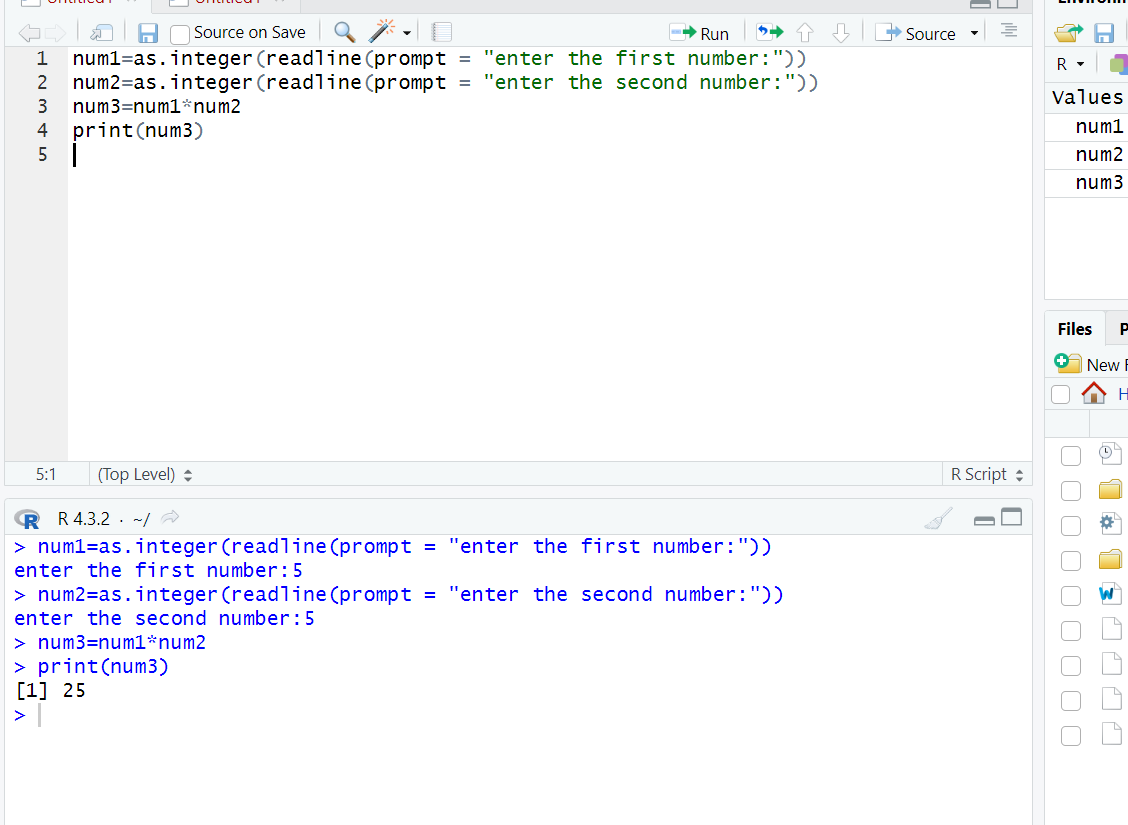 Source on Save
Run
Source
1 num1=as.integer(readline(prompt = "enter the first number:"))
2 num2=as.integer(readline(prompt = "enter the second number:"))
3 num3=num1*num2
4 print(num3)
5
5:1
(Top Level)
R Script
R 4.3.2 · ~/
> num1=as.integer(readline(prompt = "enter the first number:"))
enter the first number:5
> num2=as.integer(readline(prompt = "enter the second number:"))
enter the second number:5
> num3=num1*num2
> print(num3)
[1] 25
>
R
Values
num1
num2
num3
Files
P
New F
H